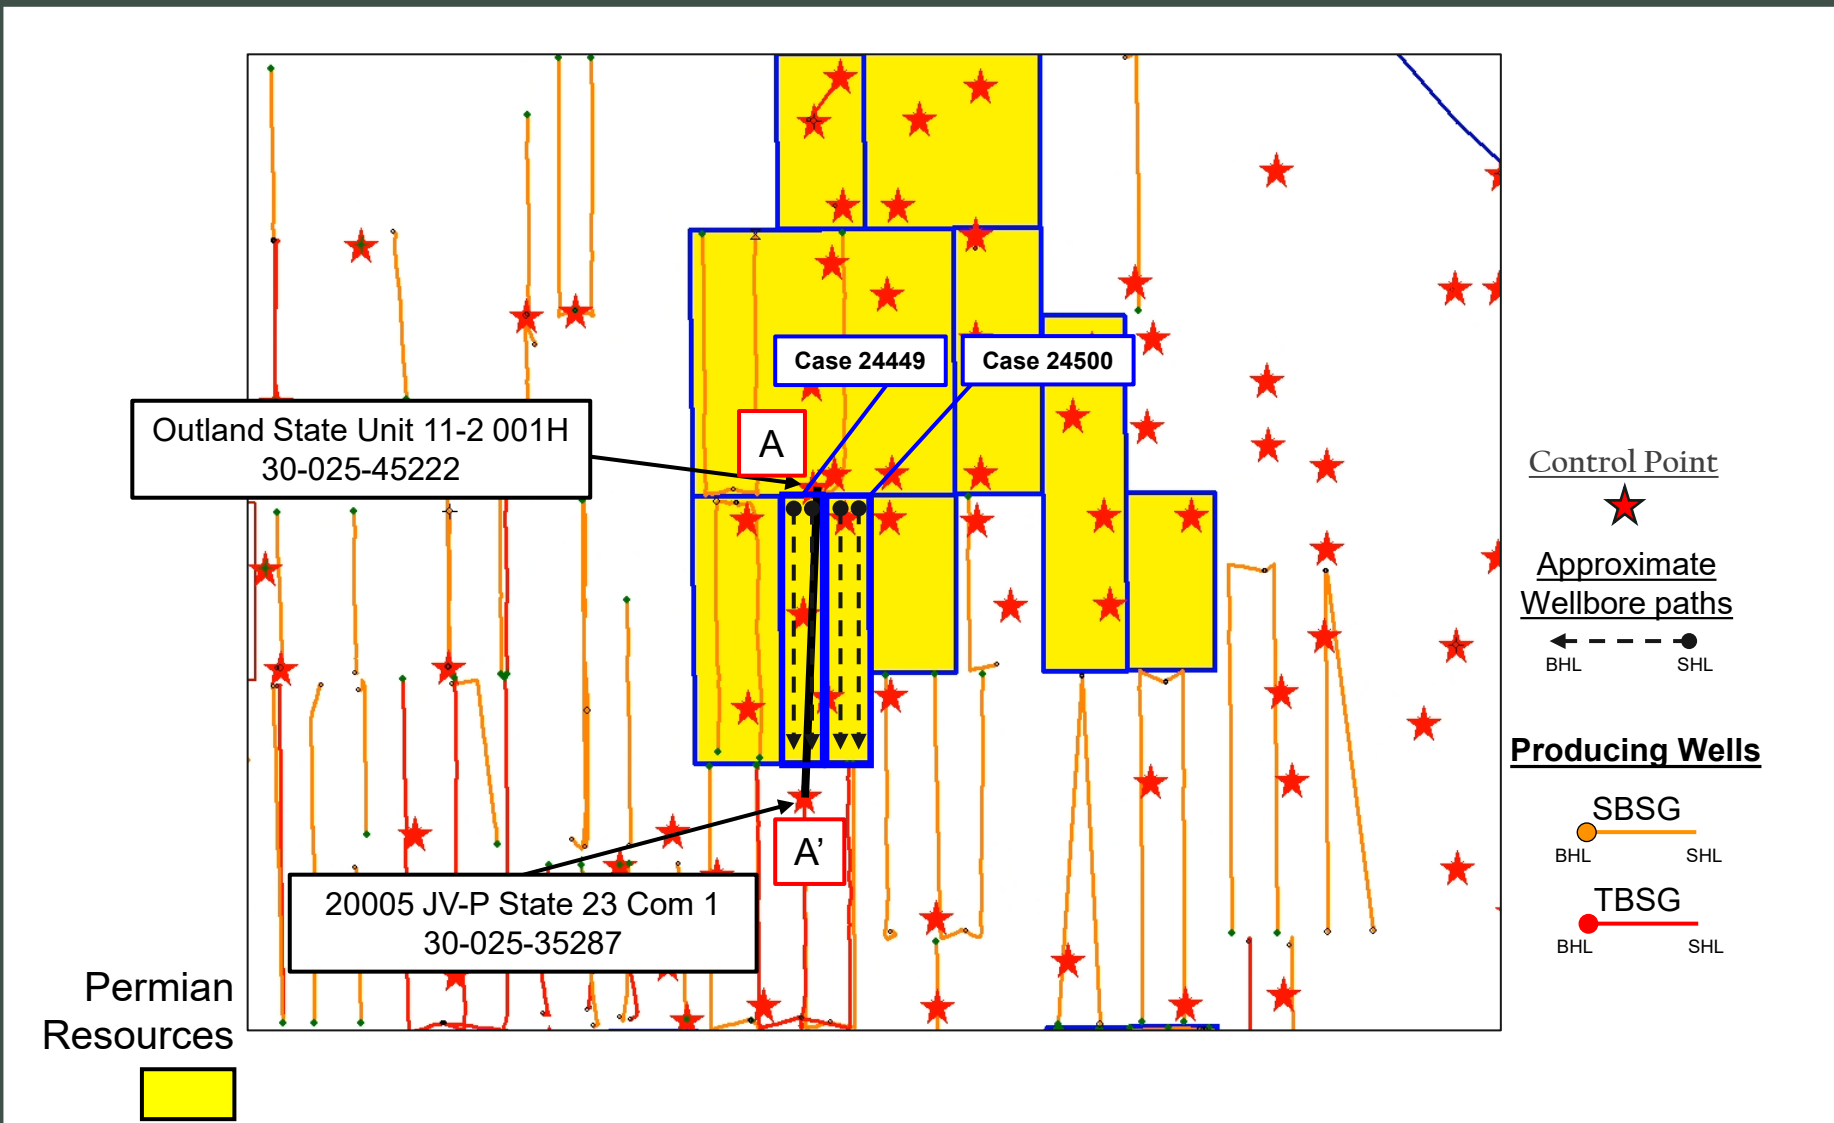 Case 24449
Case 24500
A
Outland State Unit 11-2 001H
30-025-45222
Control Point
Approximate
Wellbore paths
BHL
SHL
Producing Wells
SBSG
BHL
SHL
TBSG
BHL
SHL
A’
20005 JV-P State 23 Com 1
30-025-35287
Permian
Resources